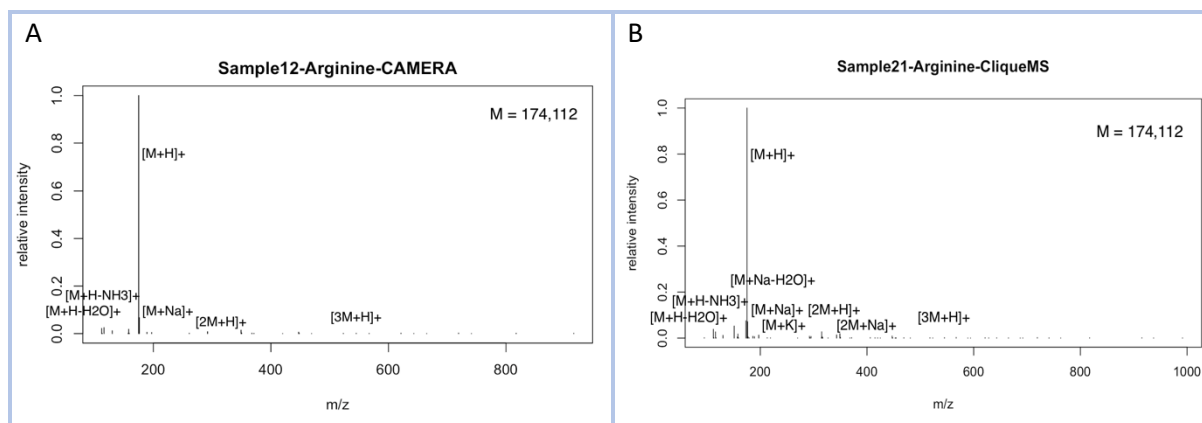 A
Sample12-Arginine-CAMERA
M = 174,112
[M+H]+
[M+H-NH3]+
[M+H-H2O]+
[M+Na]+
[2M+H]+
[3M+H]+
relative intensity
1.0
0.8
0.6
0.4
0.2
0.0
200
400
600
800
m/z
B
Sample21-Arginine-CliqueMS
M = 174,112
[M+H]+
[M+Na-H2O]+
[M+H-NH3]+
[M+H-H2O]+
[M+Na]+
[2M+H]+
[M+K]+
[2M+Na]+
[3M+H]+
relative intensity
1.0
0.8
0.6
0.4
0.2
0.0
200
400
600
800
1000
m/z